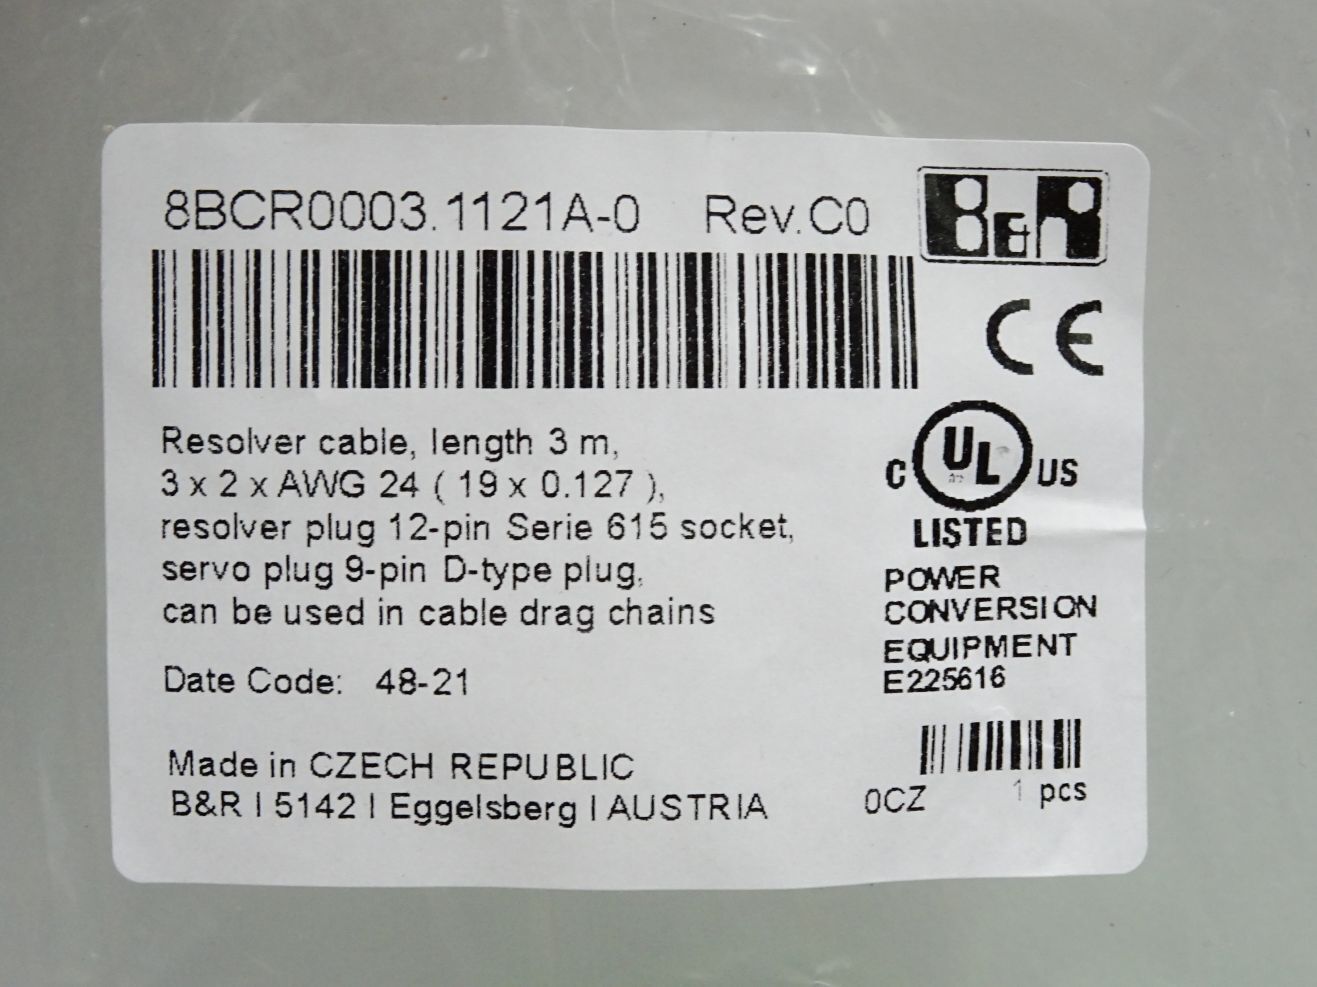 8BCR0003.1121A-0 Rev.C0
B&R
CE
Resolver cable, length 3 m,
3 x 2 x AWG 24 ( 19 x 0.127 ),
resolver plug 12-pin Serie 615 socket,
servo plug 9-pin D-type plug,
can be used in cable drag chains
C UL US
LISTED
POWER
CONVERSION
EQUIPMENT
E225616
Date Code: 48-21
Made in CZECH REPUBLIC
B&R I 5142 I Eggelsberg I AUSTRIA
0CZ 1 pcs